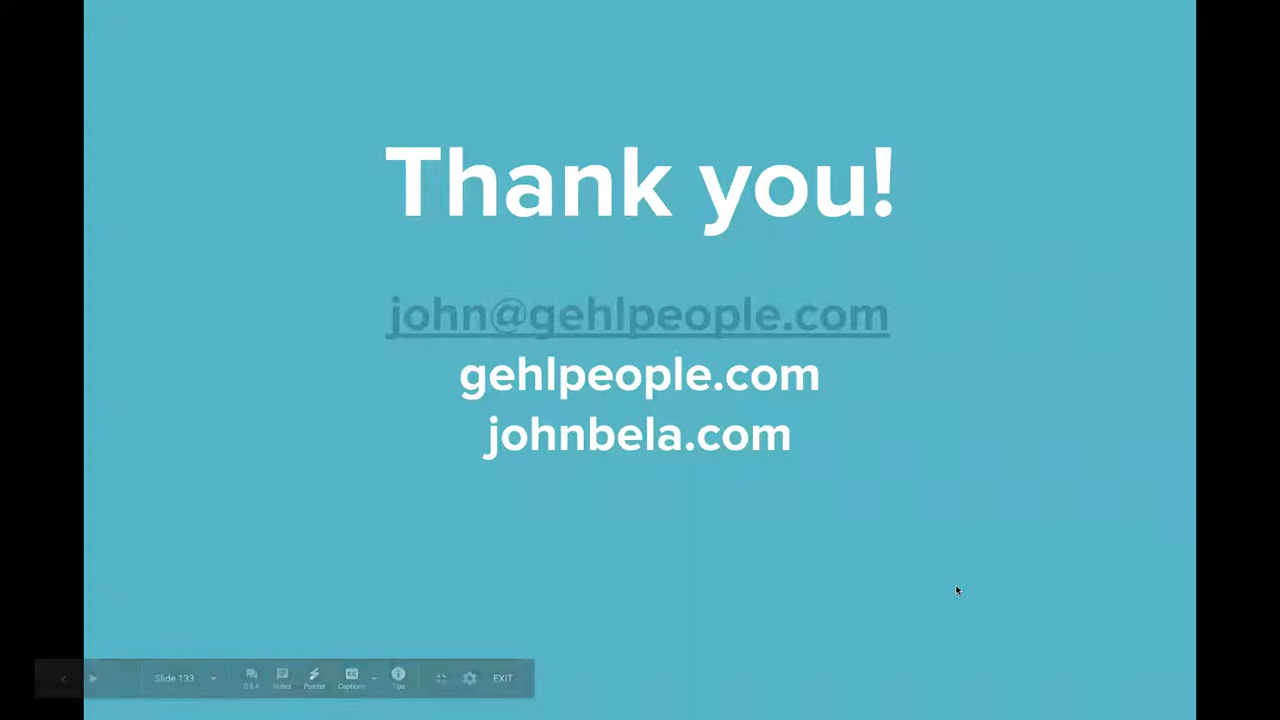 Thank you!
john@gehlpeople.com
gehlpeople.com
johnbela.com
Slide 133
Q & A
Notes
Pointer
Captions
Tips
EXIT